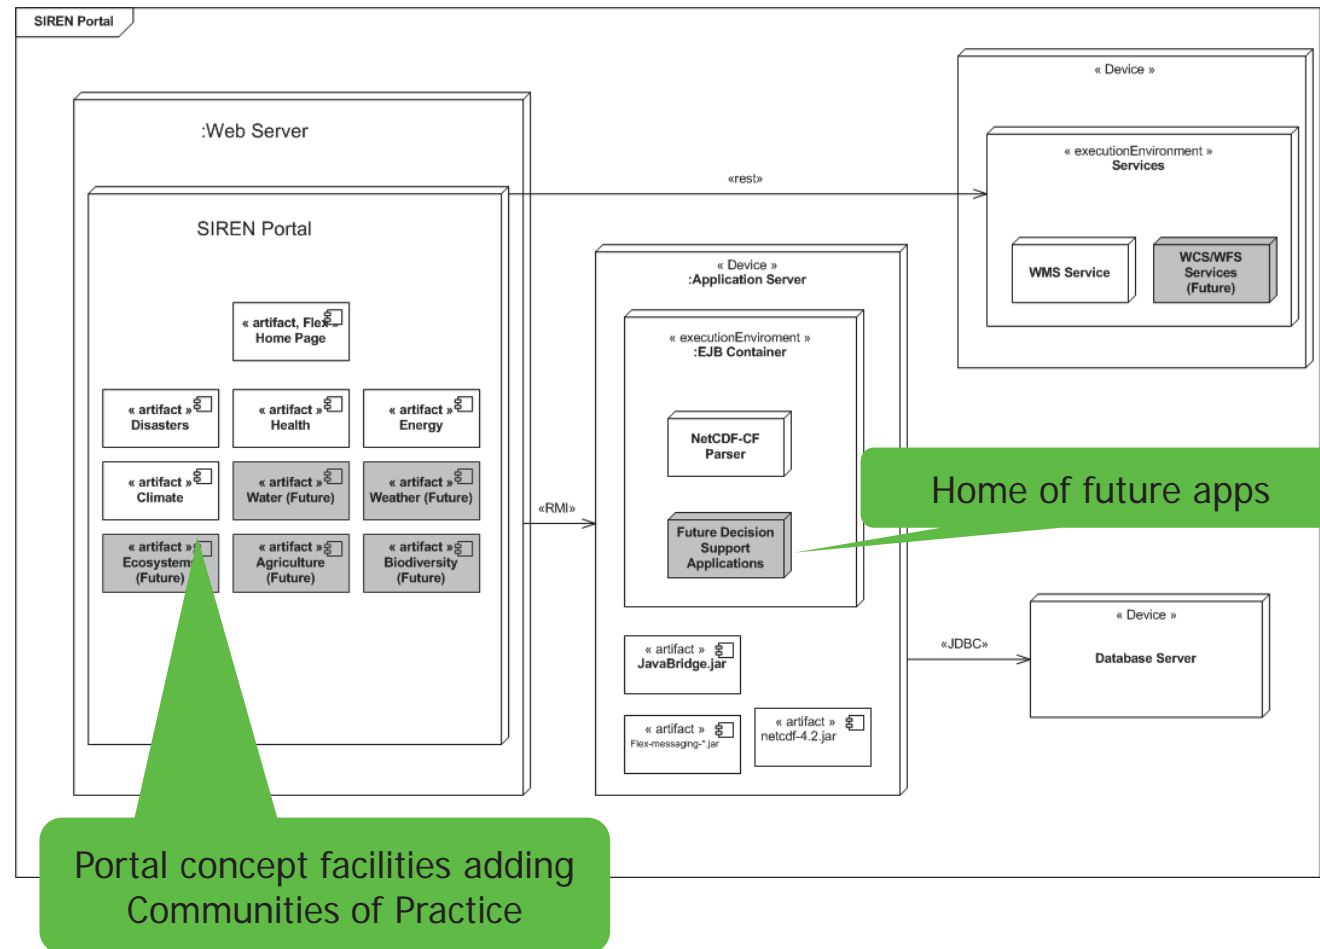 SIREN Portal
:Web Server
SIREN Portal
« artifact, Flex »
Home Page
« artifact »
Disasters
« artifact »
Health
« artifact »
Energy
« artifact »
Climate
« artifact »
Water (Future)
« artifact »
Weather (Future)
« artifact »
Ecosystems
(Future)
« artifact »
Agriculture
(Future)
« artifact »
Biodiversity
(Future)
Portal concept facilities adding
Communities of Practice
«rest»
«RMI»
« Device »
:Application Server
« executionEnviroment »
:EJB Container
NetCDF-CF
Parser
Future Decision
Support
Applications
« artifact »
JavaBridge.jar
« artifact »
Flex-messaging-*.jar
« artifact »
netcdf-4.2.jar
Home of future apps
« Device »
« executionEnvironment »
Services
WMS Service
WCS/WFS
Services
(Future)
«JDBC»
« Device »
Database Server